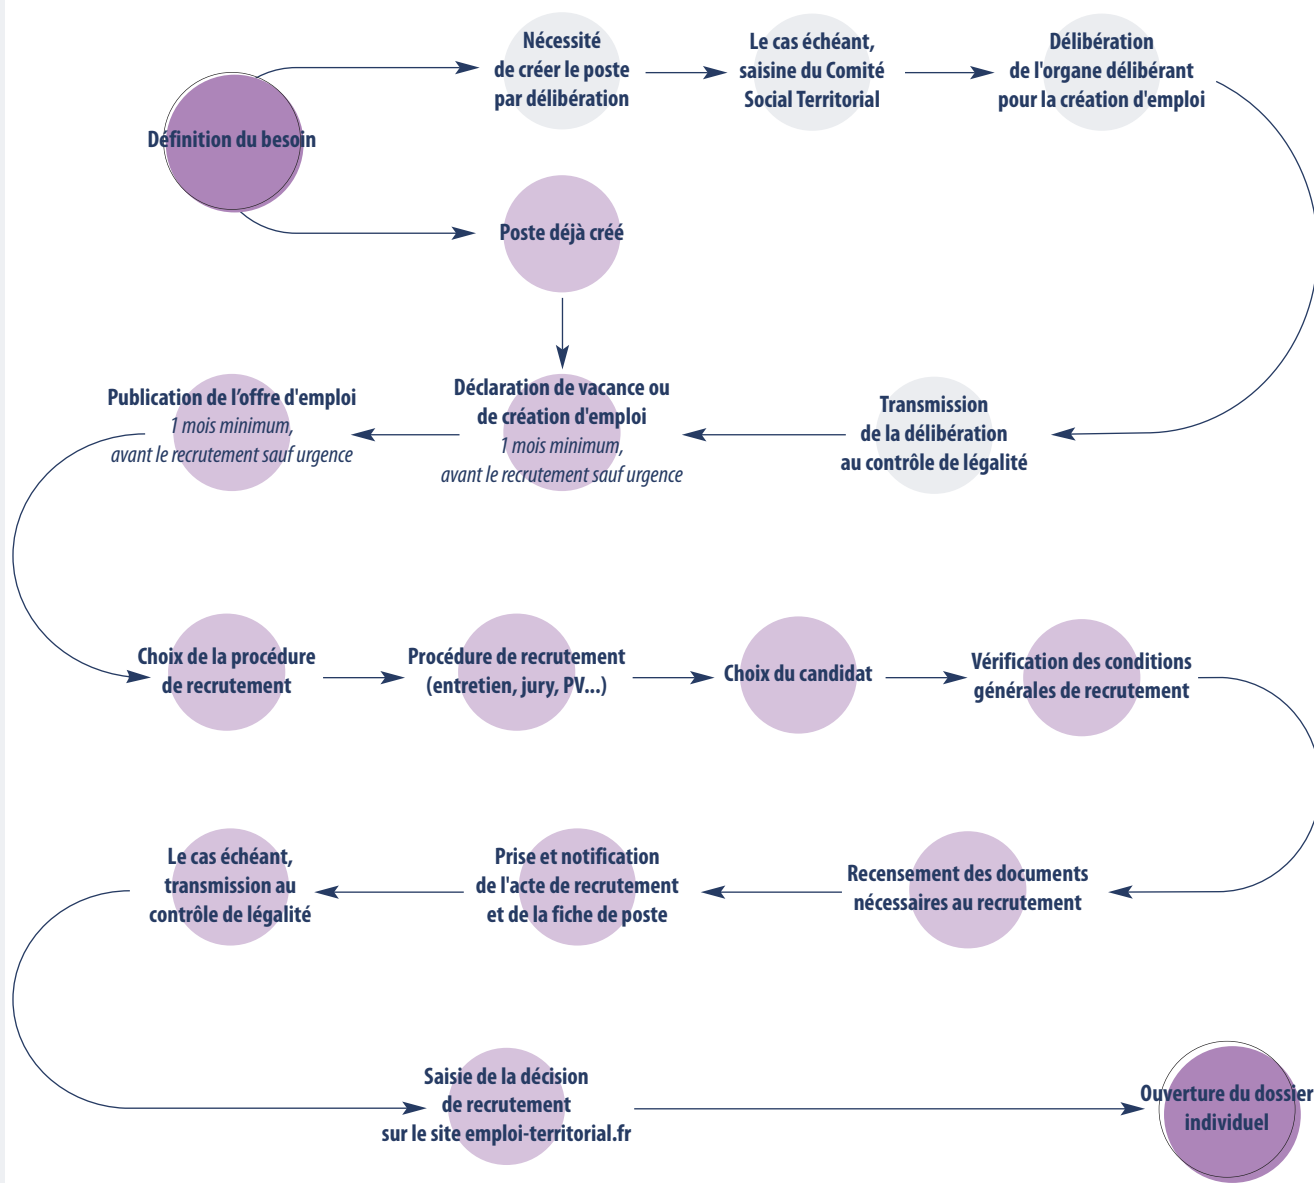 Définition du besoin
Nécessité
de créer le poste
par délibération
Le cas échéant,
saisine du Comité
Social Territorial
Délibération
de l'organe délibérant
pour la création d'emploi
Poste déjà créé
Transmission
de la délibération
au contrôle de légalité
Déclaration de vacance ou
de création d'emploi
1 mois minimum,
avant le recrutement sauf urgence
Publication de l’offre d'emploi
1 mois minimum,
avant le recrutement sauf urgence
Choix de la procédure
de recrutement
Procédure de recrutement
(entretien, jury, PV...)
Choix du candidat
Vérification des conditions
générales de recrutement
Recensement des documents
nécessaires au recrutement
Prise et notification
de l'acte de recrutement
et de la fiche de poste
Le cas échéant,
transmission au
contrôle de légalité
Saisie de la décision
de recrutement
sur le site emploi-territorial.fr
Ouverture du dossier
individuel